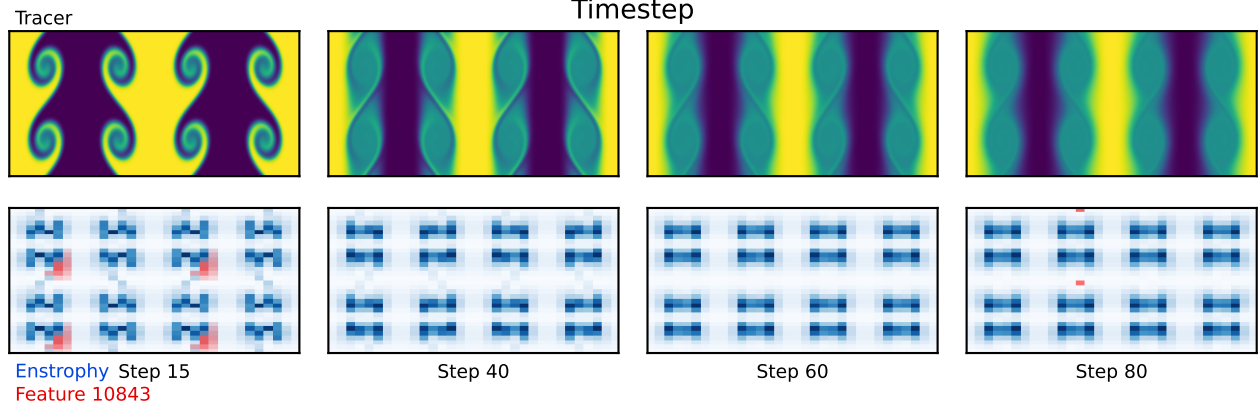 Timestep
Tracer
Enstrophy Step 15
Feature 10843
Step 40
Step 60
Step 80